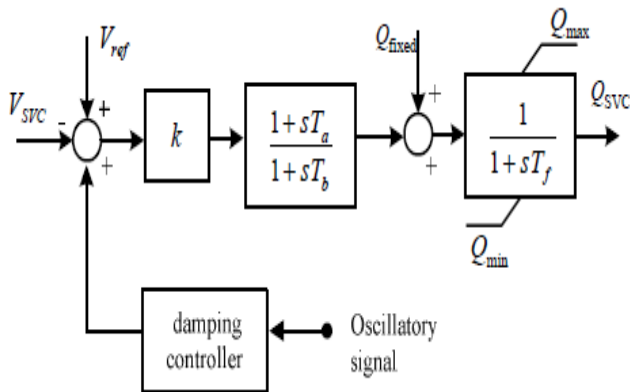 V_ref
Q_fixed
Q_max
V_SVC
-
+
+
k
1+sT_a
1+sT_b
+
+
1
1+sT_f
Q_SVC
Q_min
damping
controller
Oscillatory
signal